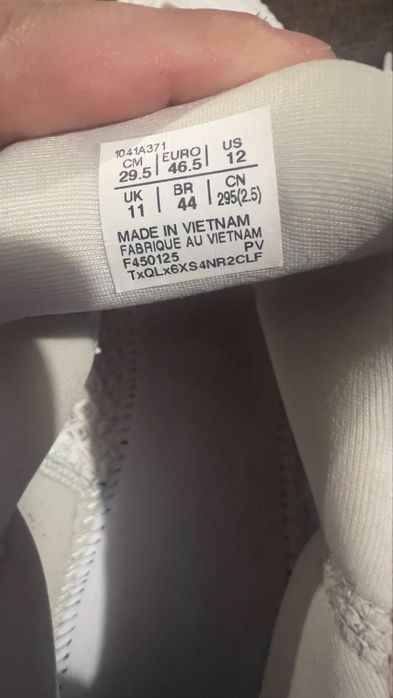 1041A371
CM EURO US
29.5 46.5 12
UK BR CN
11 44 295(2.5)
MADE IN VIETNAM
FABRIQUE AU VIETNAM
F450125 PV
TxQLx6XS4NR2CLF